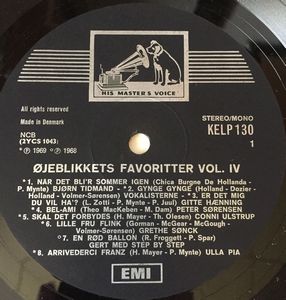 HIS MASTER'S VOICE
All rights reserved
Made in Denmark
NCB
(2YCS 1043)
℗ 1969 ℗ 1968
STEREO/MONO
KELP 130
1
ØJEBLIKKETS FAVORITTER VOL. IV
*1. NÅR DET BLI'R SOMMER IGEN (Chica Borgoe De Hollanda -
P. Mynte) BJØRN TIDMAND - *2. GYNGE GYNGE (Holland - Dozier -
Holland - Volmer-Sørensen) VOKALISTERNE - *3. ER DET MIG
DU VIL HA'? (L. Zotti - P. Mynte - P. Juul) GITTE HÆNNING
*4. BEL-AMI (Theo MacKeben - M. Dam) PETER SØRENSEN
*5. SKAL DET FORBYDES (H. Mayer - Th. Olesen) CONNI ULSTRUP
*6. LILLE FRU FLINK (Gorman - McGear - McGough -
Volmer-Sørensen) GRETHE SØNCK
*7. EN RØD BALLON (R. Froggett - P. Spar)
GERT MED STEP BY STEP
*8. ARRIVEDERCI FRANZ (H. Mayer - P. Mynte) ULLA PIA
EMI